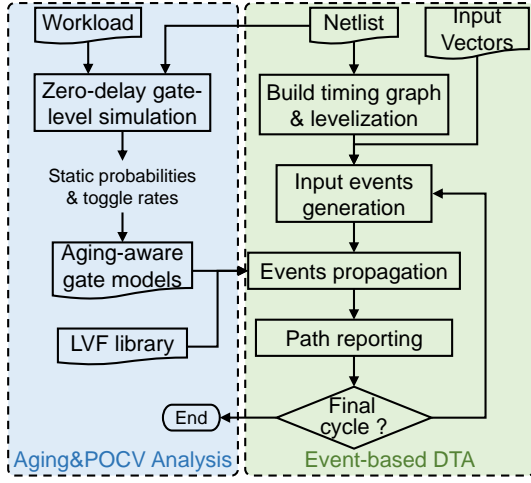 Workload
Netlist
Input
Vectors
Zero-delay gate-
level simulation
Build timing graph
& levelization
Static probabilities
& toggle rates
Input events
generation
Aging-aware
gate models
Events propagation
LVF library
Path reporting
End
Final
cycle ?
Aging&POCV Analysis
Event-based DTA